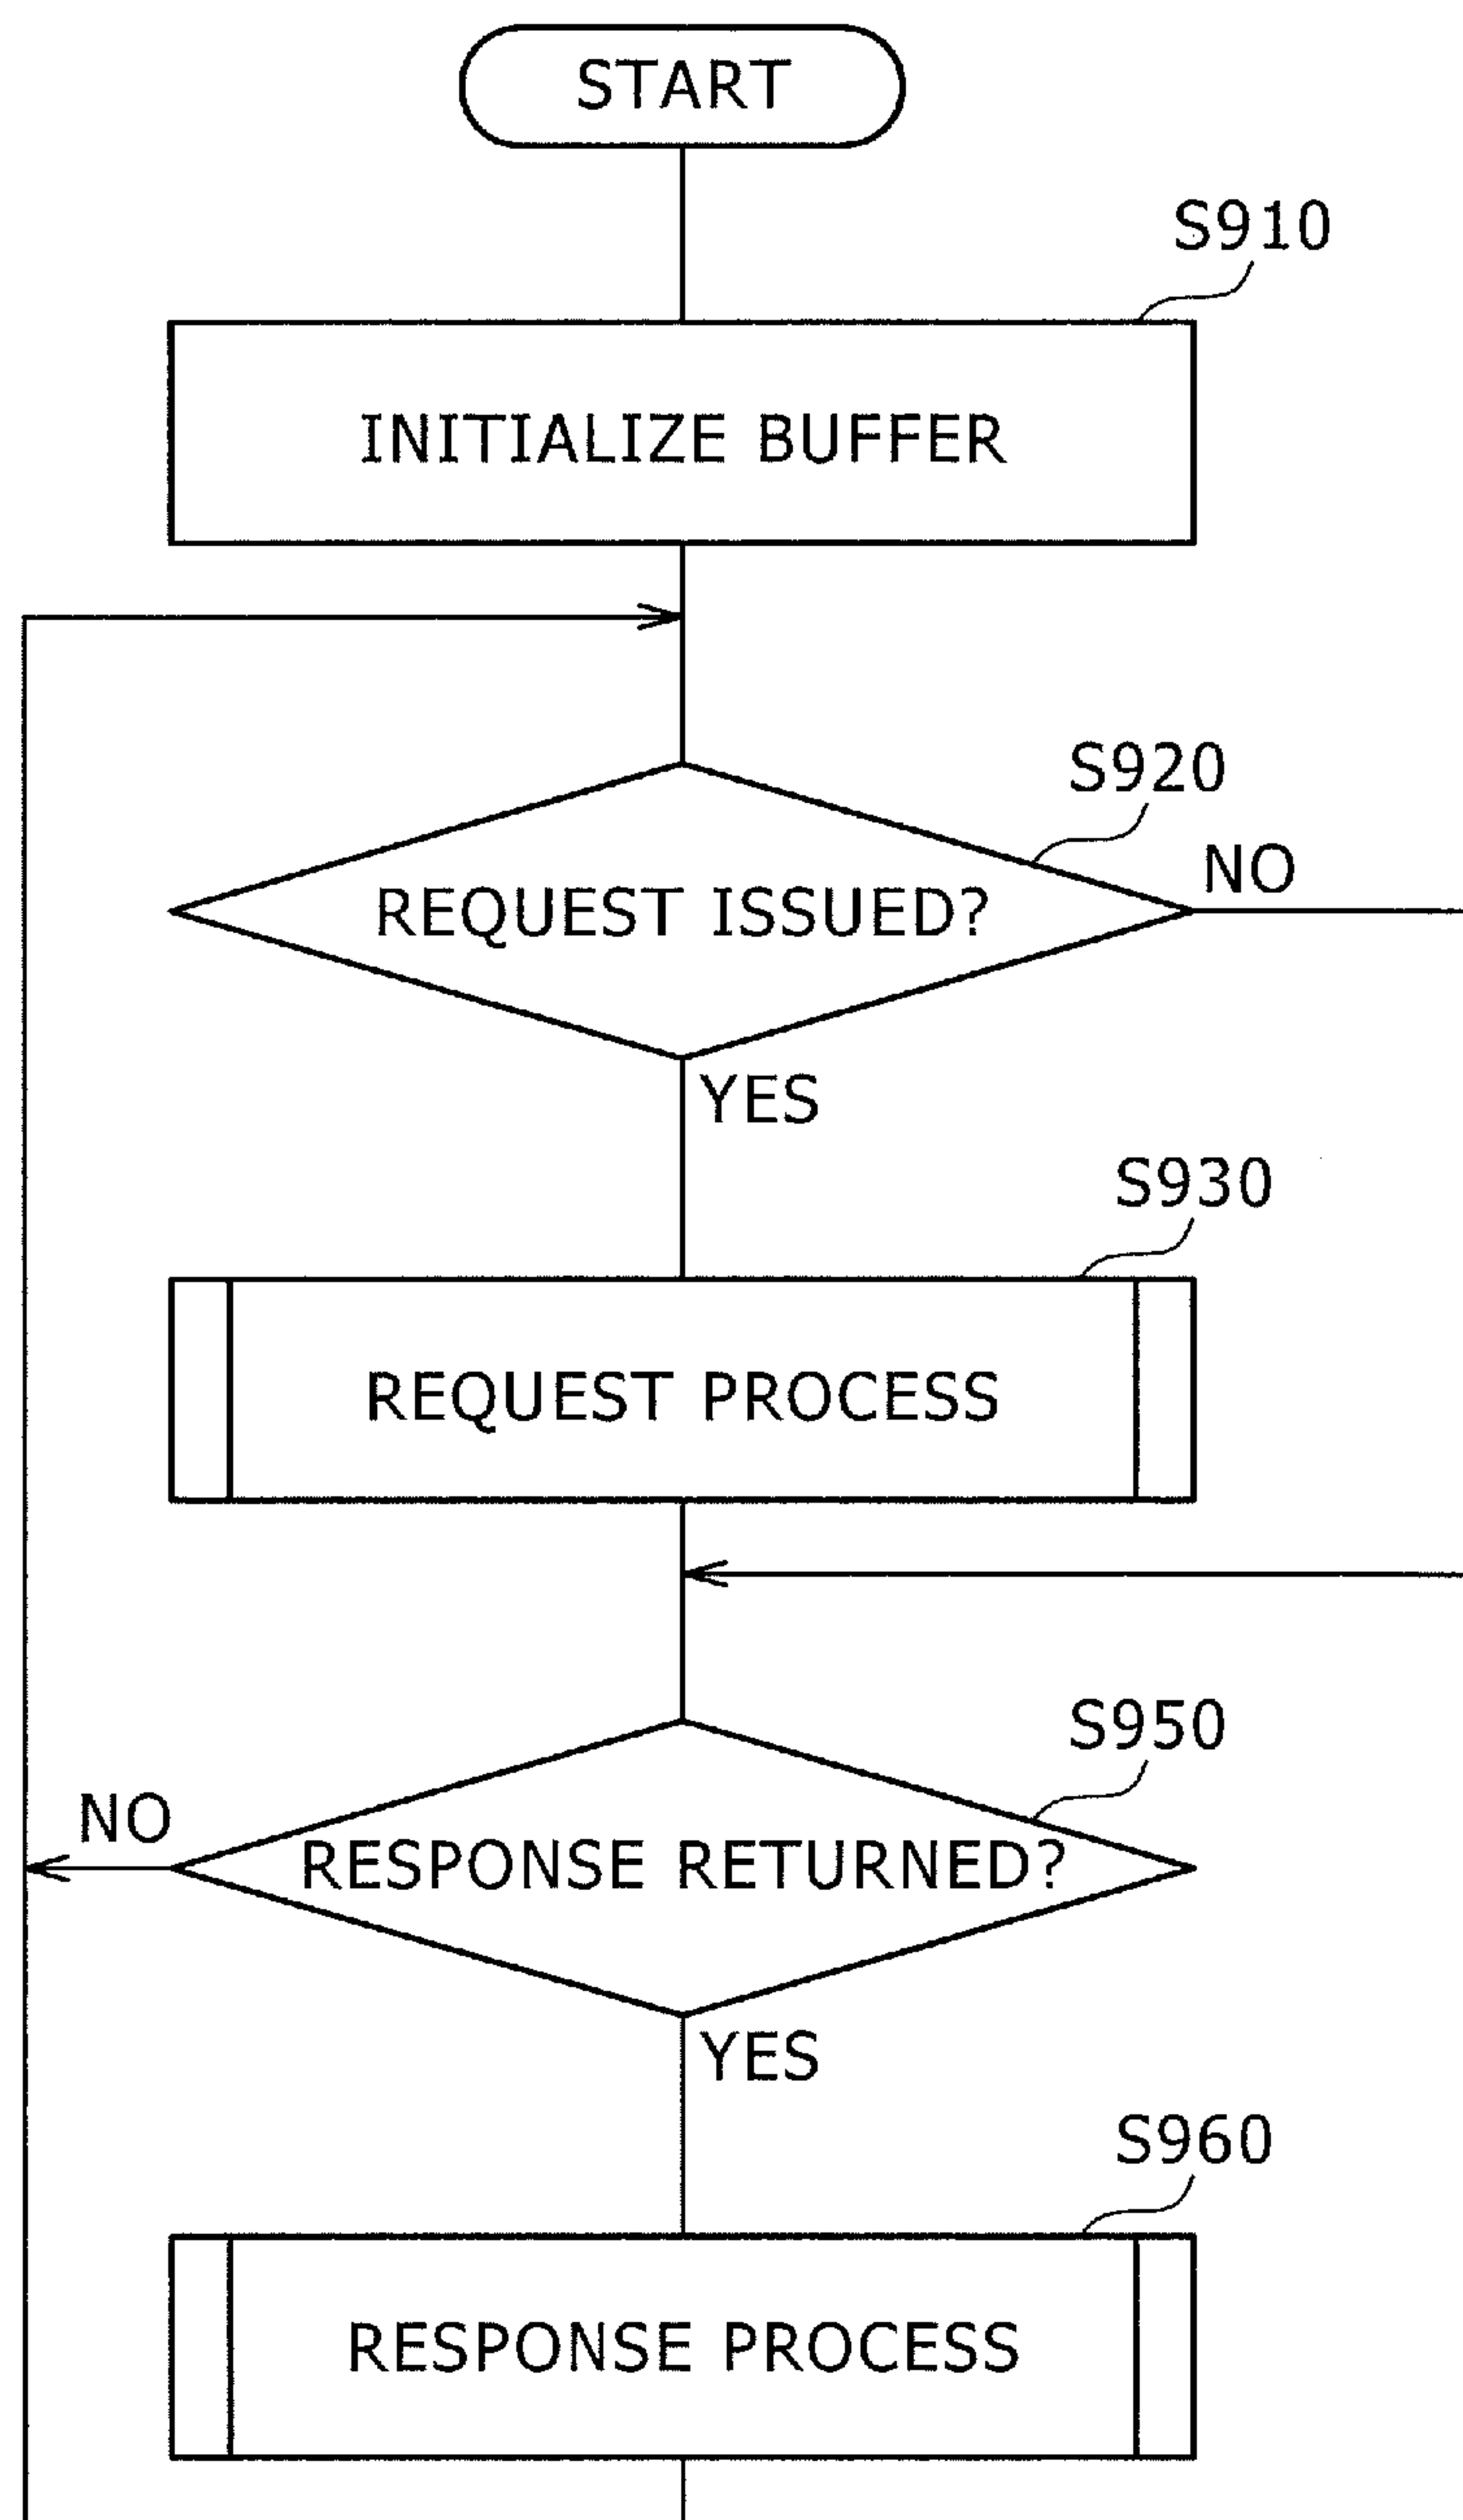 START
S910
INITIALIZE BUFFER
S920
NO
REQUEST ISSUED?
YES
S930
REQUEST PROCESS
S950
NO
RESPONSE RETURNED?
YES
S960
RESPONSE PROCESS